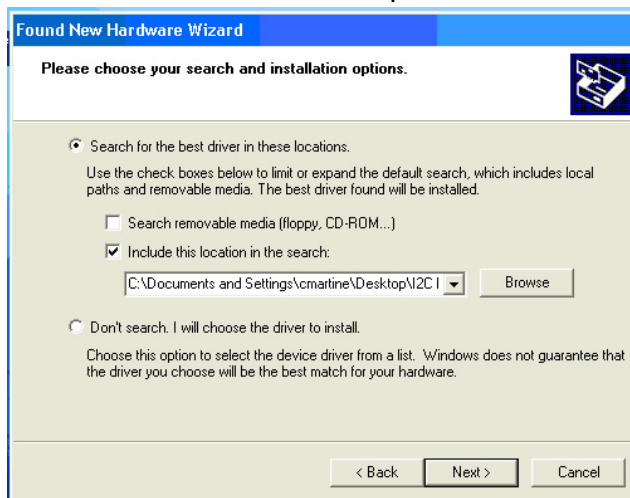 Found New Hardware Wizard
Please choose your search and installation options.
Search for the best driver in these locations.
Use the check boxes below to limit or expand the default search, which includes local
paths and removable media. The best driver found will be installed.
Search removable media (floppy, CD-ROM...)
Include this location in the search:
C:\Documents and Settings\cmartine\Desktop\I2C
Browse
Don't search. I will choose the driver to install.
Choose this option to select the device driver from a list. Windows does not guarantee that
the driver you choose will be the best match for your hardware.
< Back
Next >
Cancel